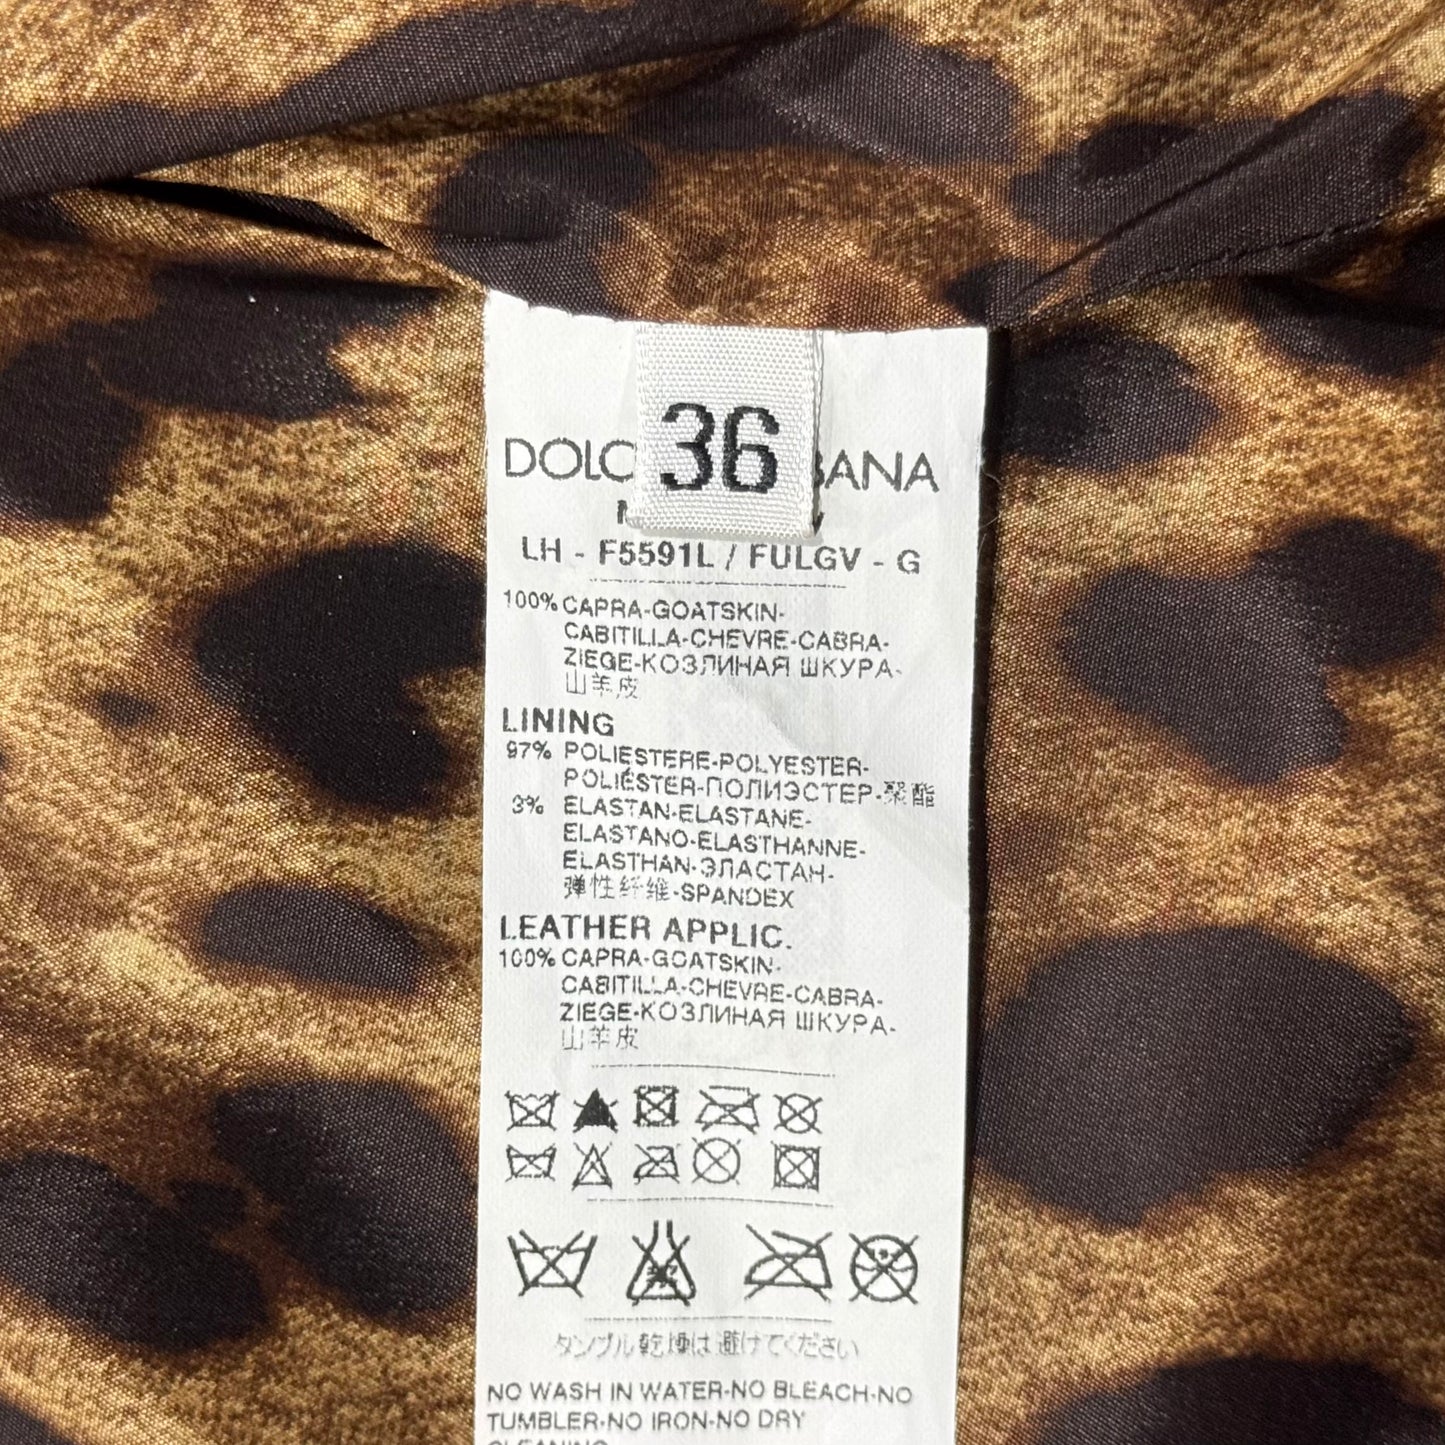 36
DOLC BANA
LH - F5591L / FULGV - G
100% CAPRA-GOATSKIN-
CABITILLA-CHEVRE-CABRA-
ZIEGE-КОЗЛИНАЯ ШКУРА-
山羊皮
LINING
97% POLIESTERE-POLYESTER-
POLIÉSTER-ПОЛИЭСТЕР-聚酯
3% ELASTAN-ELASTANE-
ELASTANO-ELASTHANNE-
ELASTHAN-ЭЛАСТАН-
弹性纤维-SPANDEX
LEATHER APPLIC.
100% CAPRA-GOATSKIN-
CABITILLA-CHEVRE-CABRA-
ZIEGE-КОЗЛИНАЯ ШКУРА-
山羊皮
タンブル乾燥は避けてください
NO WASH IN WATER-NO BLEACH-NO
TUMBLER-NO IRON-NO DRY
CLEANING